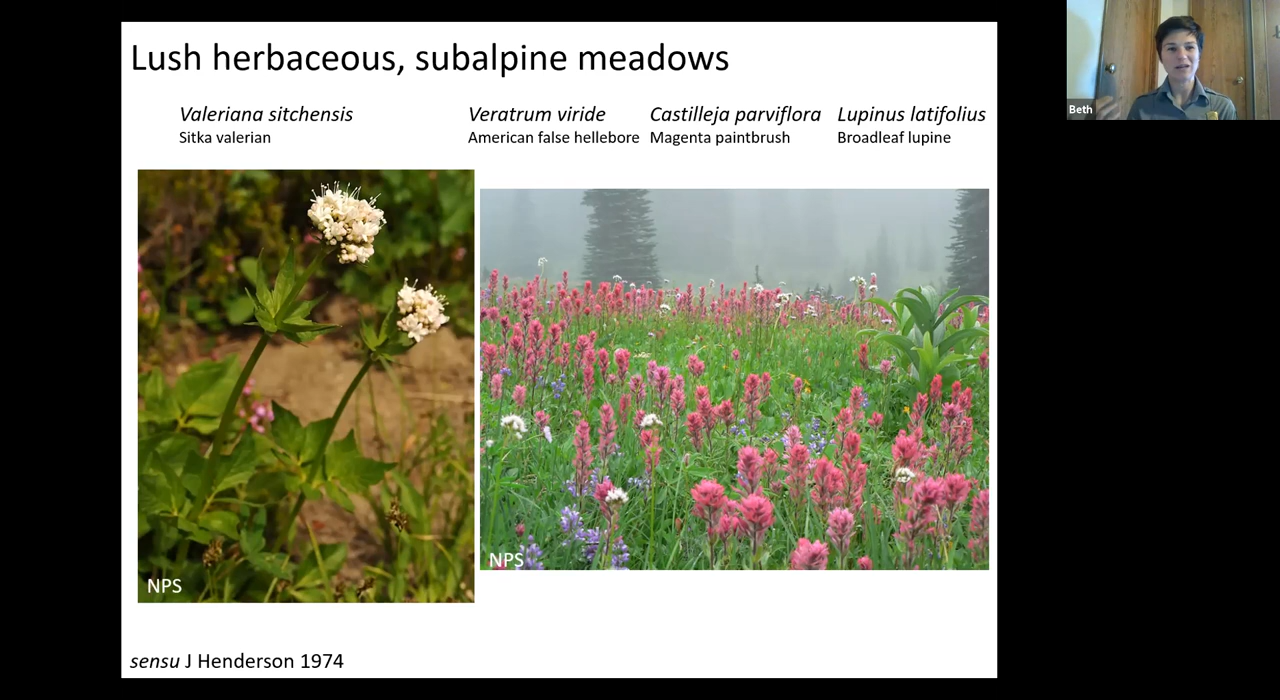 Lush herbaceous, subalpine meadows
Valeriana sitchensis
Sitka valerian
Veratrum viride
American false hellebore
Castilleja parviflora
Magenta paintbrush
Lupinus latifolius
Broadleaf lupine
NPS
NPS
sensu J Henderson 1974
Beth